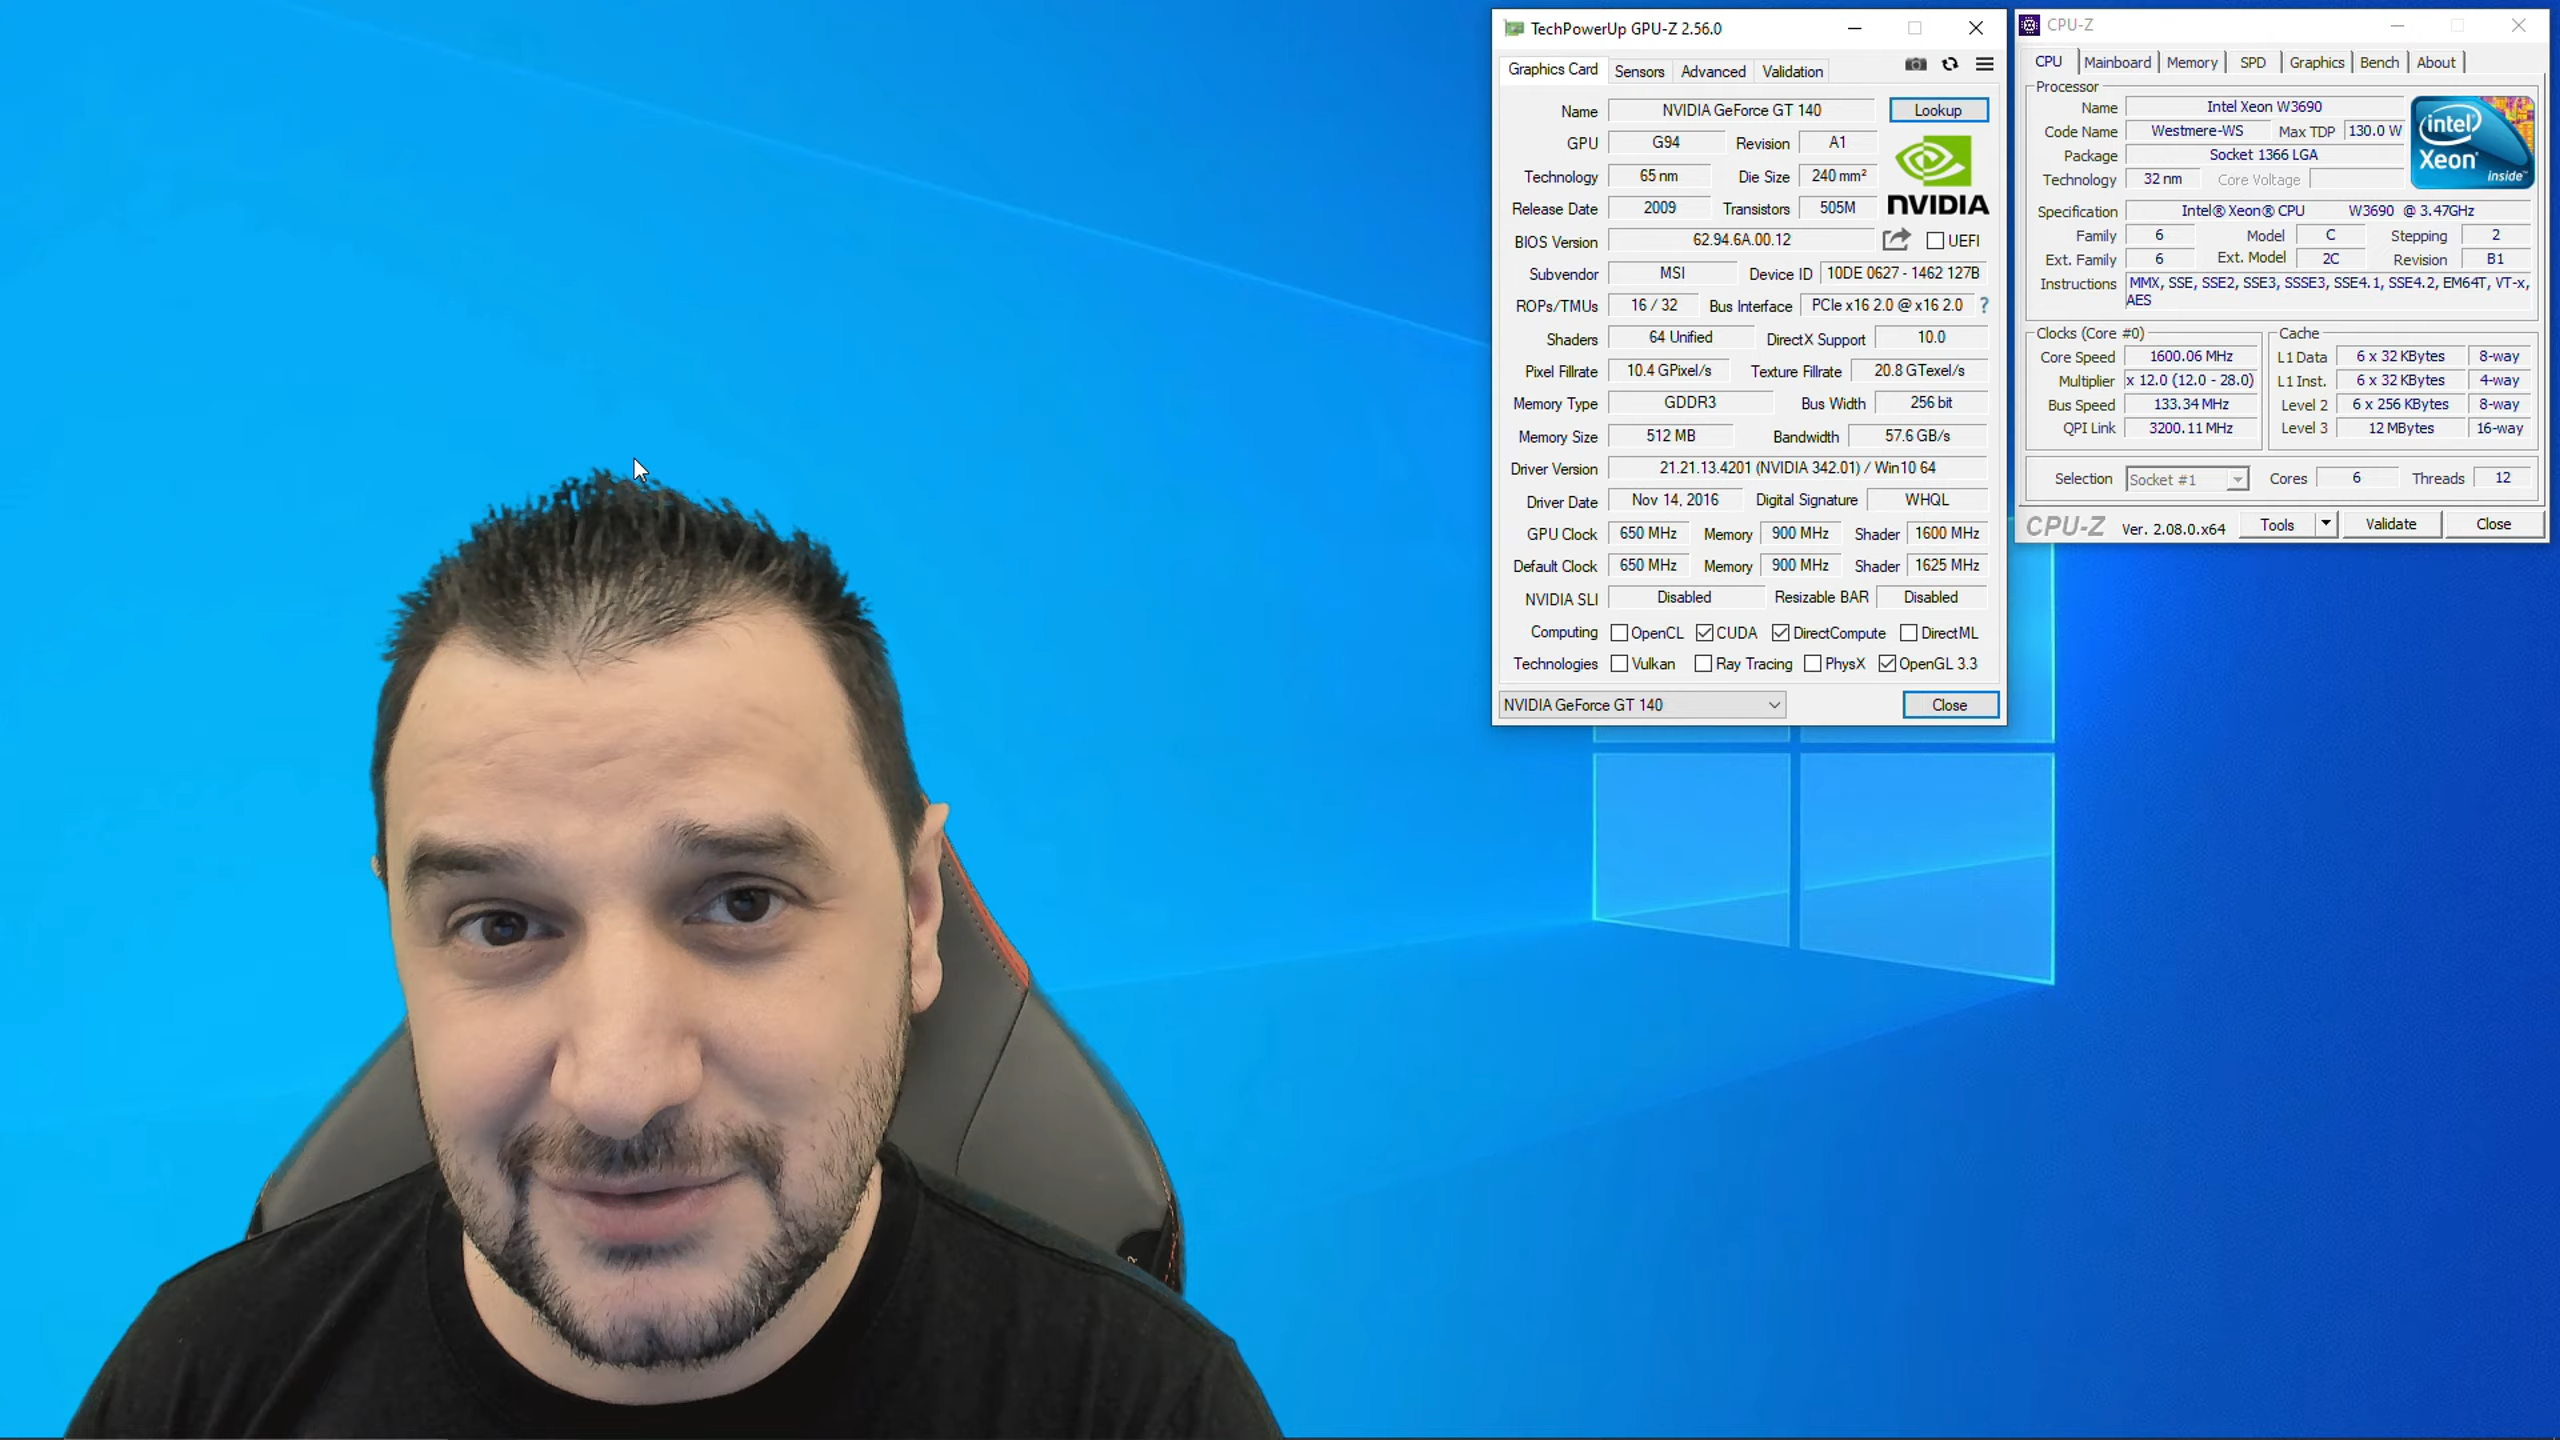 TechPowerUp GPU-Z 2.56.0
Graphics Card Sensors Advanced Validation
Name NVIDIA GeForce GT 140 Lookup
GPU G94 Revision A1
Technology 65 nm Die Size 240 mm²
Release Date 2009 Transistors 505M
NVIDIA
BIOS Version 62.94.6A.00.12 UEFI
Subvendor MSI Device ID 10DE 0627 - 1462 127B
ROPs/TMUs 16 / 32 Bus Interface PCIe x16 2.0 @ x16 2.0 ?
Shaders 64 Unified DirectX Support 10.0
Pixel Fillrate 10.4 GPixel/s Texture Fillrate 20.8 GTexel/s
Memory Type GDDR3 Bus Width 256 bit
Memory Size 512 MB Bandwidth 57.6 GB/s
Driver Version 21.21.13.4201 (NVIDIA 342.01) / Win10 64
Driver Date Nov 14, 2016 Digital Signature WHQL
GPU Clock 650 MHz Memory 900 MHz Shader 1600 MHz
Default Clock 650 MHz Memory 900 MHz Shader 1625 MHz
NVIDIA SLI Disabled Resizable BAR Disabled
Computing OpenCL CUDA DirectCompute DirectML
Technologies Vulkan Ray Tracing PhysX OpenGL 3.3
NVIDIA GeForce GT 140 Close
CPU-Z
CPU Mainboard Memory SPD Graphics Bench About
Processor
Name Intel Xeon W3690
Code Name Westmere-WS Max TDP 130.0 W
Package Socket 1366 LGA
Technology 32 nm Core Voltage
intel Xeon inside™
Specification Intel® Xeon® CPU W3690 @ 3.47GHz
Family 6 Model C Stepping 2
Ext. Family 6 Ext. Model 2C Revision B1
Instructions MMX, SSE, SSE2, SSE3, SSSE3, SSE4.1, SSE4.2, EM64T, VT-x,
AES
Clocks (Core #0)
Core Speed 1600.06 MHz
Multiplier x 12.0 (12.0 - 28.0)
Bus Speed 133.34 MHz
QPI Link 3200.11 MHz
Cache
L1 Data 6 x 32 KBytes 8-way
L1 Inst. 6 x 32 KBytes 4-way
Level 2 6 x 256 KBytes 8-way
Level 3 12 MBytes 16-way
Selection Socket #1 Cores 6 Threads 12
CPU-Z Ver. 2.08.0.x64 Tools Validate Close